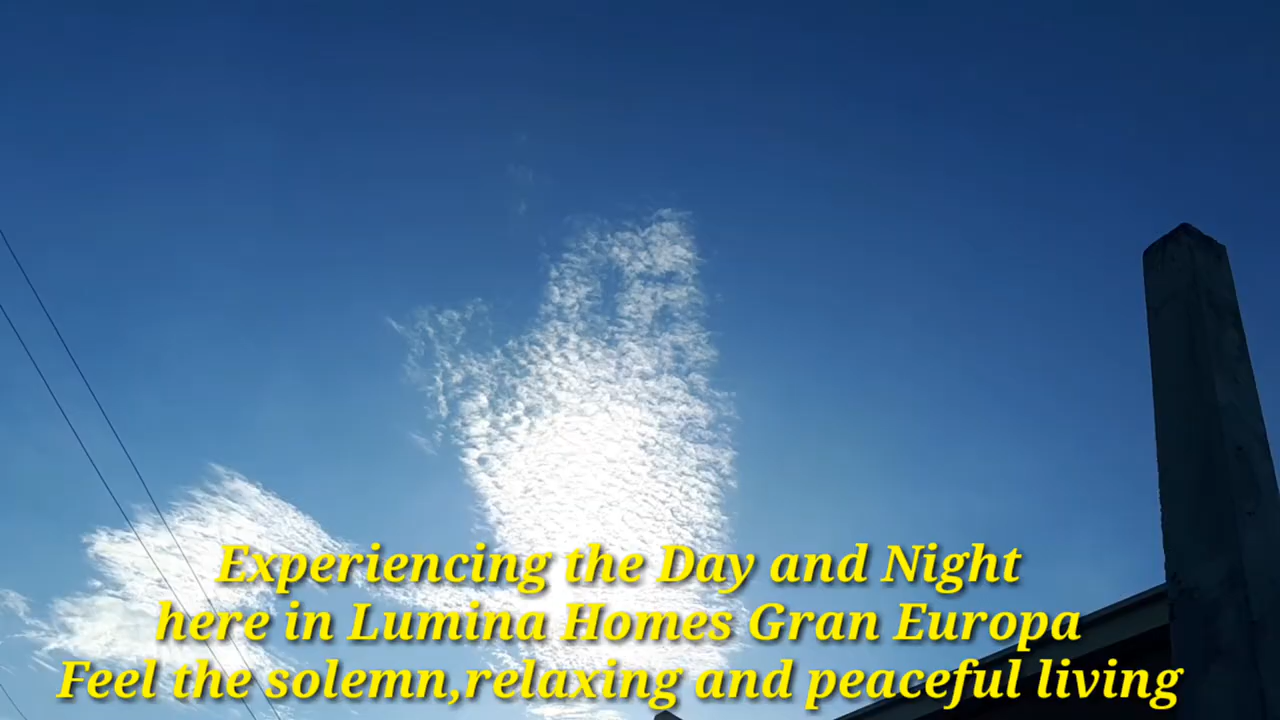 Experiencing the Day and Night
here in Lumina Homes Gran Europa
Feel the solemn,relaxing and peaceful living